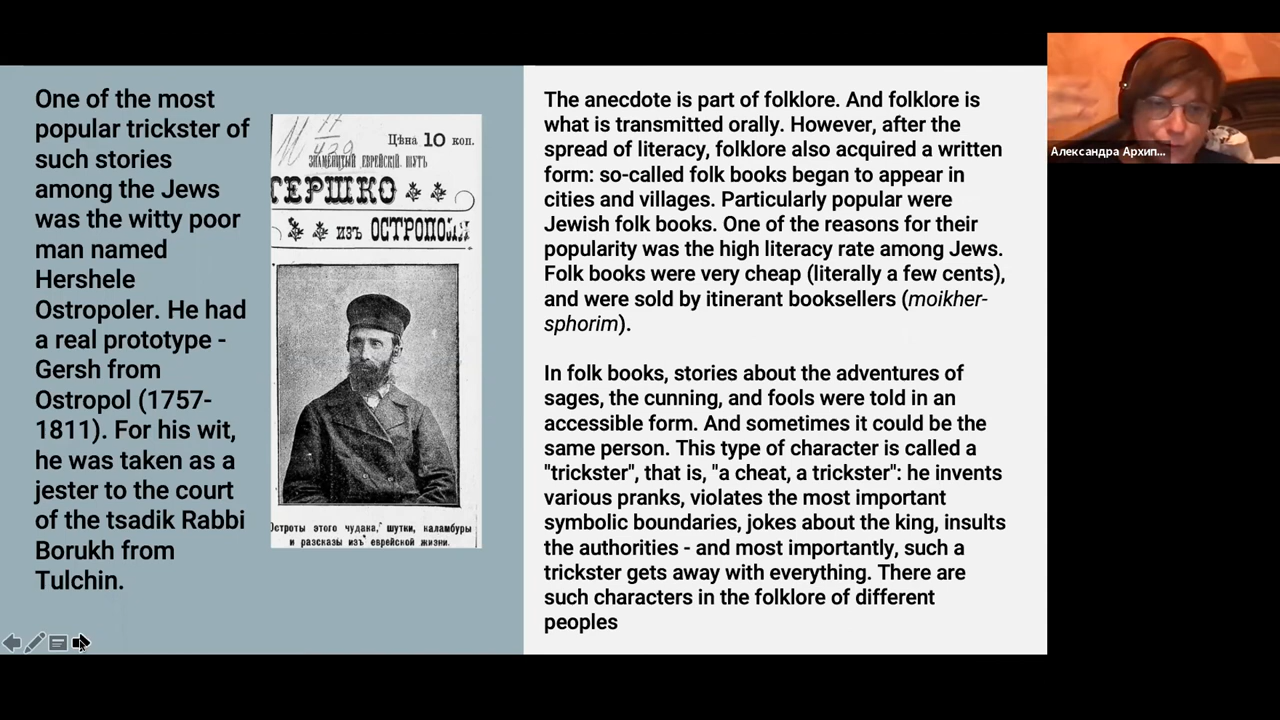 One of the most
popular trickster of
such stories
among the Jews
was the witty poor
man named
Hershele
Ostropoler. He had
a real prototype -
Gersh from
Ostropol (1757-
1811). For his wit,
he was taken as a
jester to the court
of the tsadik Rabbi
Borukh from
Tulchin.
Цѣна 10 коп.
ЗНАМЕНИТЫЙ ЕВРЕЙСКІЙ ШУТЪ
ГЕРШКО
изъ ОСТРОПОЛЯ
Остроты этого чудака, шутки, каламбуры
и разсказы изъ еврейской жизни.
The anecdote is part of folklore. And folklore is
what is transmitted orally. However, after the
spread of literacy, folklore also acquired a written
form: so-called folk books began to appear in
cities and villages. Particularly popular were
Jewish folk books. One of the reasons for their
popularity was the high literacy rate among Jews.
Folk books were very cheap (literally a few cents),
and were sold by itinerant booksellers (moikher-
sphorim).
In folk books, stories about the adventures of
sages, the cunning, and fools were told in an
accessible form. And sometimes it could be the
same person. This type of character is called a
"trickster", that is, "a cheat, a trickster": he invents
various pranks, violates the most important
symbolic boundaries, jokes about the king, insults
the authorities - and most importantly, such a
trickster gets away with everything. There are
such characters in the folklore of different
peoples
Александра Архип...